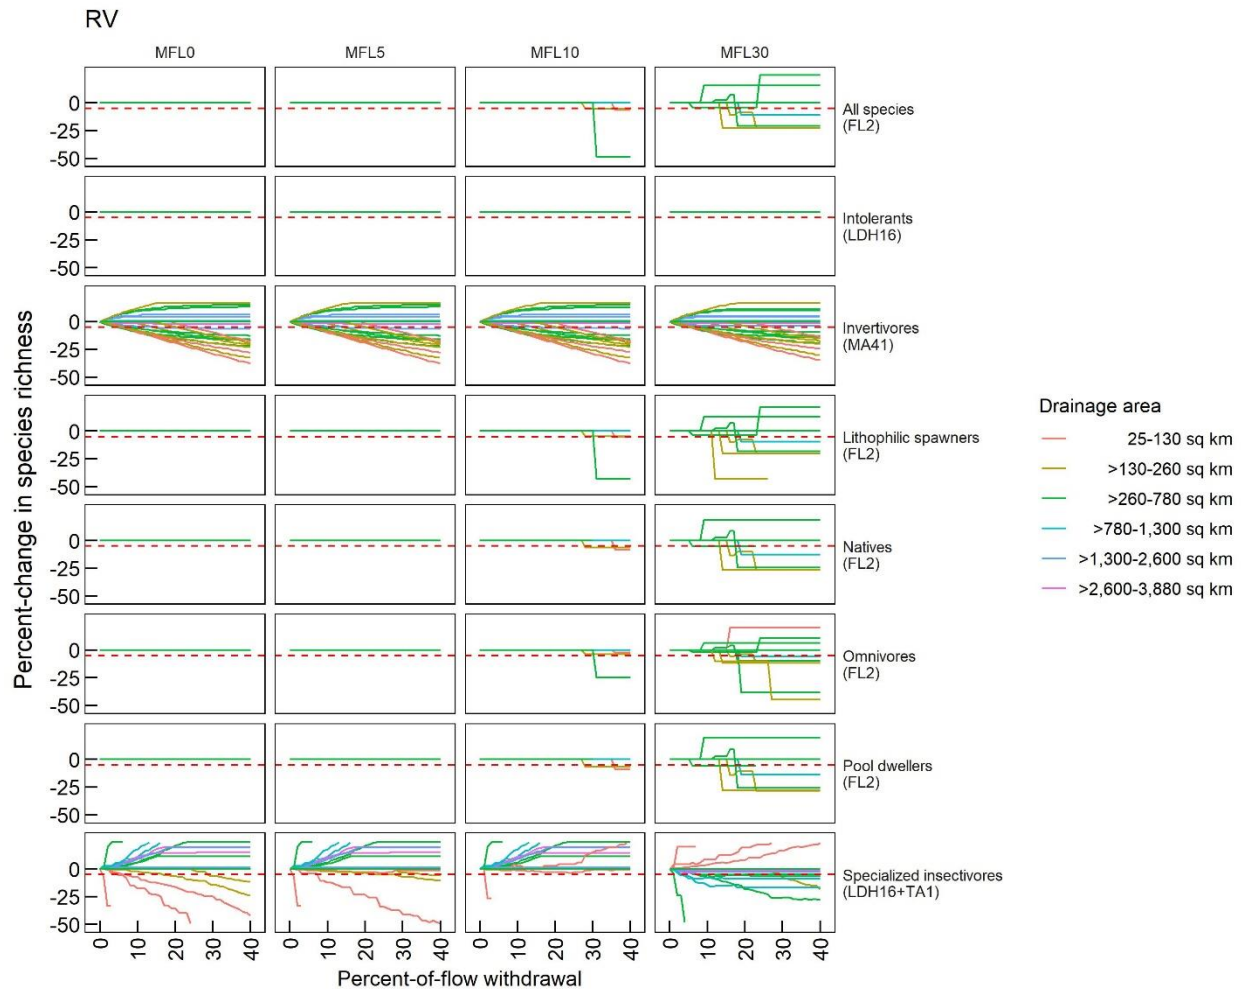 RV
MFL0 MFL5 MFL10 MFL30
Percent-change in species richness
0
-25
-50
All species
(FL2)
0
-25
-50
Intolerants
(LDH16)
0
-25
-50
Invertivores
(MA41)
0
-25
-50
Lithophilic spawners
(FL2)
0
-25
-50
Natives
(FL2)
0
-25
-50
Omnivores
(FL2)
0
-25
-50
Pool dwellers
(FL2)
0
-25
-50
Specialized insectivores
(LDH16+TA1)
0 10 20 30 40 0 10 20 30 40 0 10 20 30 40 0 10 20 30 40
Percent-of-flow withdrawal
Drainage area
25-130 sq km
>130-260 sq km
>260-780 sq km
>780-1,300 sq km
>1,300-2,600 sq km
>2,600-3,880 sq km